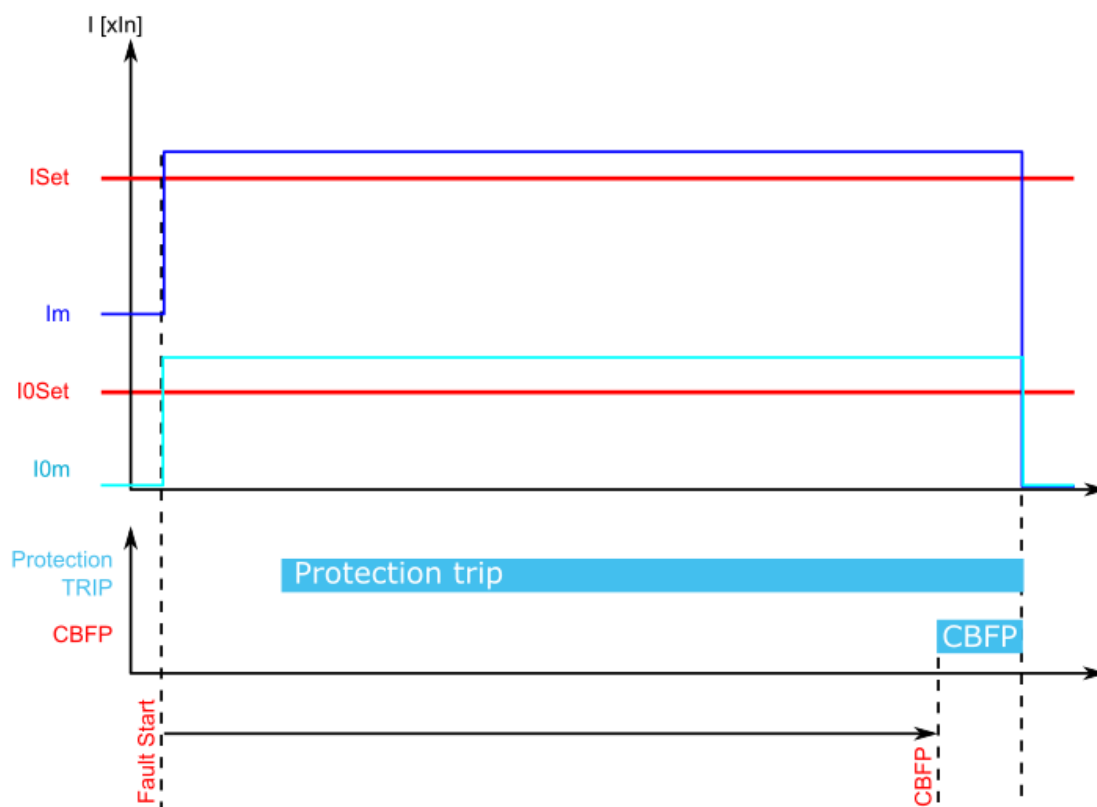 I [xIn]
ISet
Im
I0Set
I0m
Protection
TRIP
Protection trip
CBFP
CBFP
Fault Start
CBFP